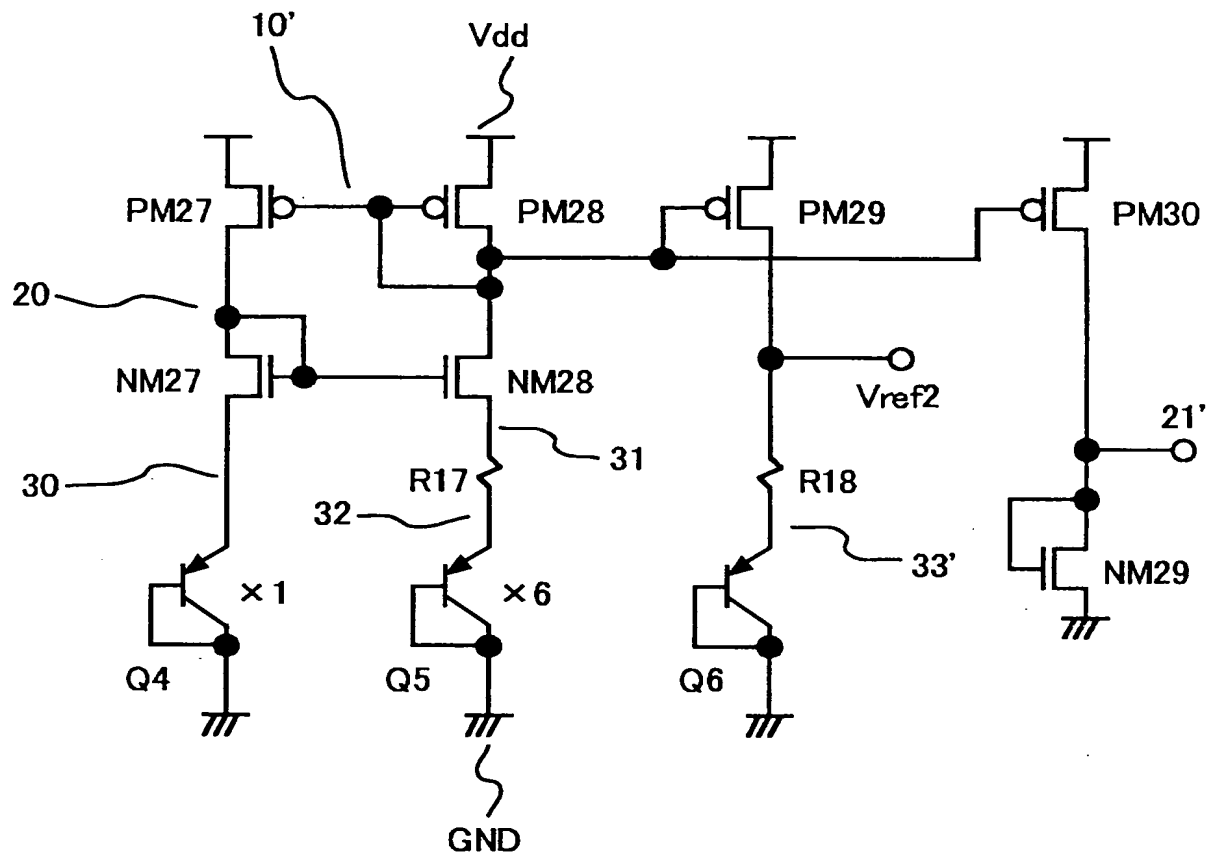 10'
Vdd
PM27
PM28
PM29
PM30
20
NM27
NM28
Vref2
21'
30
R17
31
R18
32
33'
NM29
×1
×6
Q4
Q5
Q6
GND